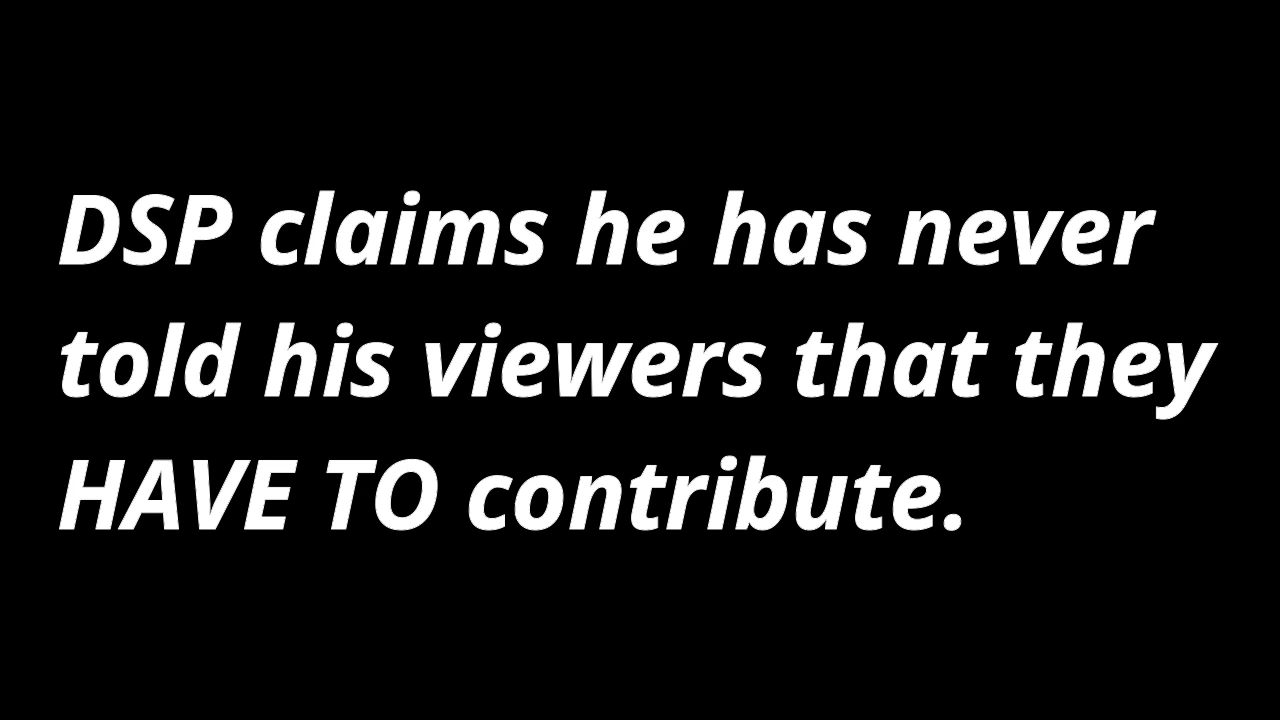 DSP claims he has never
told his viewers that they
HAVE TO contribute.